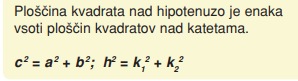 Ploščina kvadrata nad hipotenuzo je enaka
vsoti ploščin kvadratov nad katetama.
c² = a² + b²; h² = k₁² + k₂²